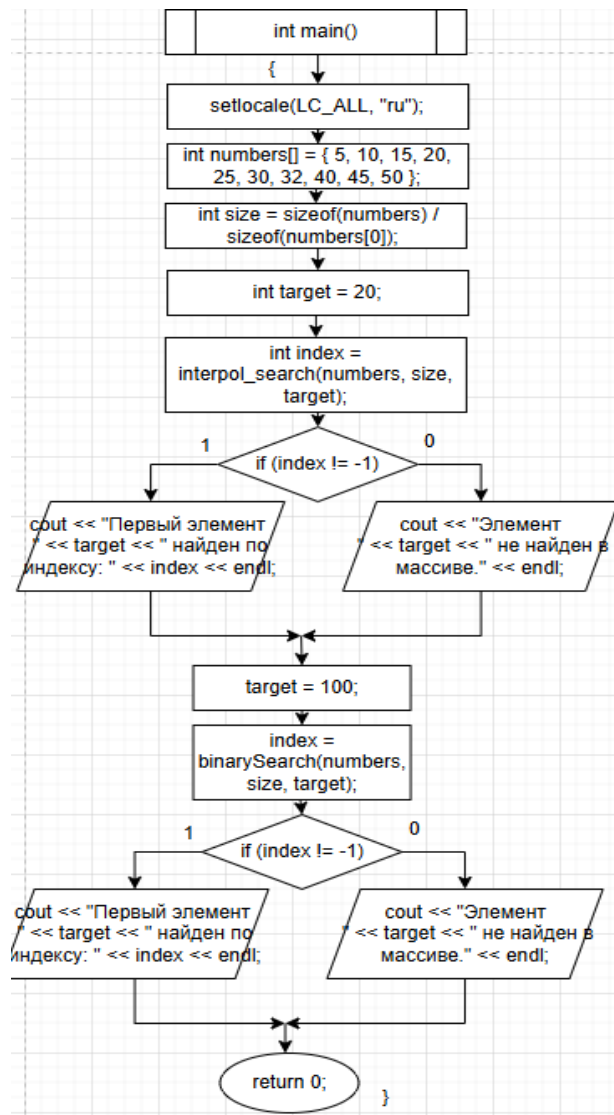 int main()
{
setlocale(LC_ALL, "ru");
int numbers[] = { 5, 10, 15, 20,
25, 30, 32, 40, 45, 50 };
int size = sizeof(numbers) /
sizeof(numbers[0]);
int target = 20;
int index =
interpol_search(numbers, size,
target);
1
0
if (index != -1)
cout << "Первый элемент
" << target << " найден по
индексу: " << index << endl;
cout << "Элемент
" << target << " не найден в
массиве." << endl;
target = 100;
index =
binarySearch(numbers,
size, target);
1
0
if (index != -1)
cout << "Первый элемент
" << target << " найден по
индексу: " << index << endl;
cout << "Элемент
" << target << " не найден в
массиве." << endl;
return 0;
}